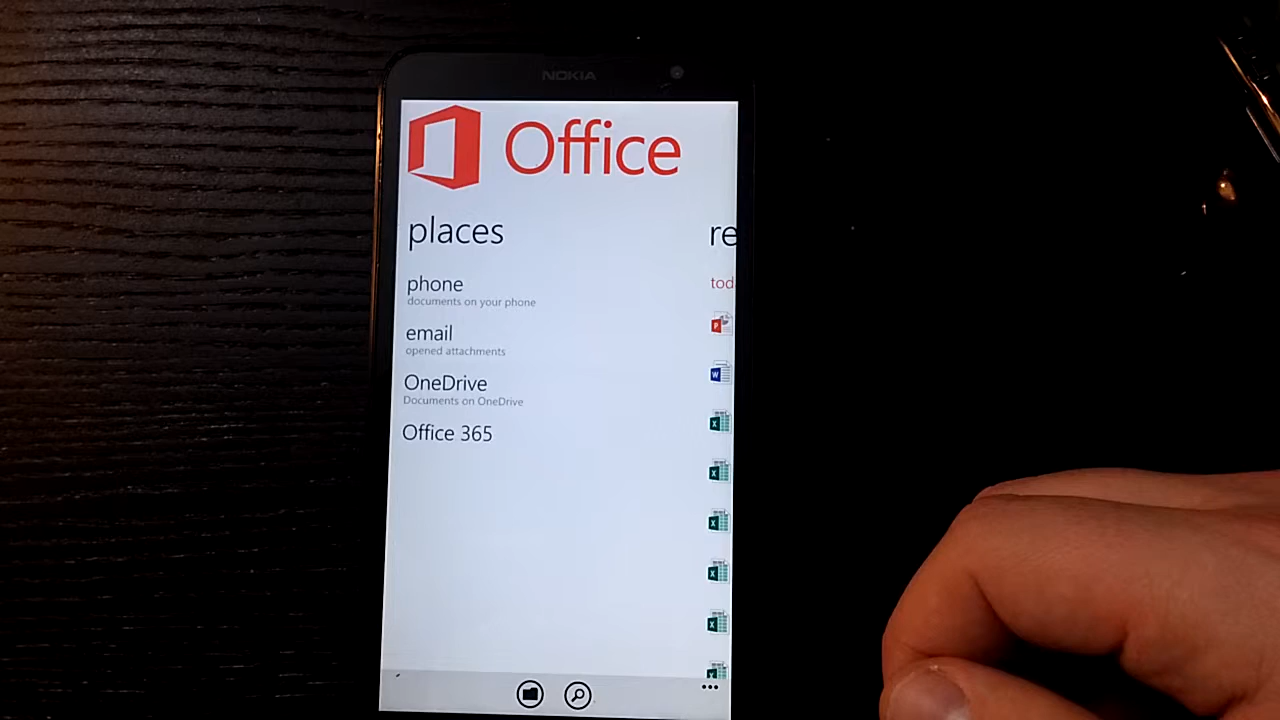 NOKIA
Office
places
re
phone
documents on your phone
tod
email
opened attachments
OneDrive
Documents on OneDrive
Office 365